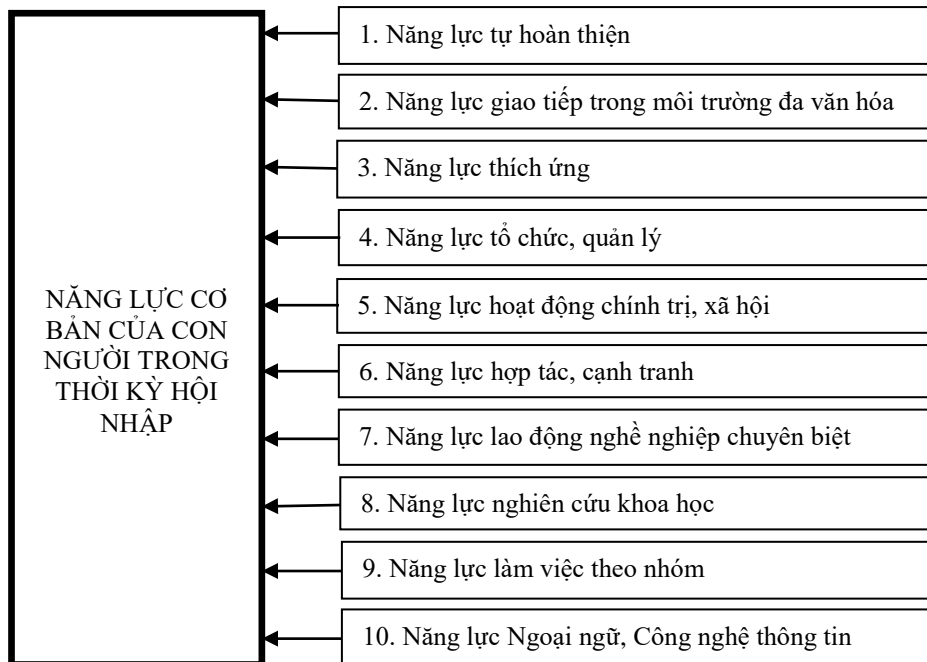 1. Năng lực tự hoàn thiện
2. Năng lực giao tiếp trong môi trường đa văn hóa
3. Năng lực thích ứng
4. Năng lực tổ chức, quản lý
NĂNG LỰC CƠ
BẢN CỦA CON
NGƯỜI TRONG
THỜI KỲ HỘI
NHẬP
5. Năng lực hoạt động chính trị, xã hội
6. Năng lực hợp tác, cạnh tranh
7. Năng lực lao động nghề nghiệp chuyên biệt
8. Năng lực nghiên cứu khoa học
9. Năng lực làm việc theo nhóm
10. Năng lực Ngoại ngữ, Công nghệ thông tin